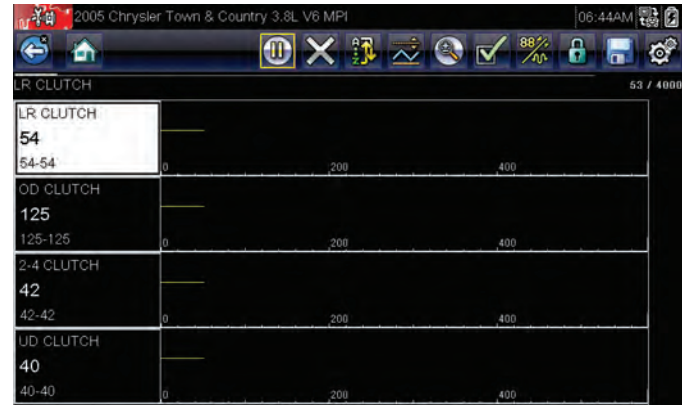 2005 Chrysler Town & Country 3.8L V6 MPI 06:44AM
88%
LR CLUTCH 53 / 4000
LR CLUTCH
54
54-54
0 200 400
OD CLUTCH
125
125-125
0 200 400
2-4 CLUTCH
42
42-42
0 200 400
UD CLUTCH
40
40-40
0 200 400